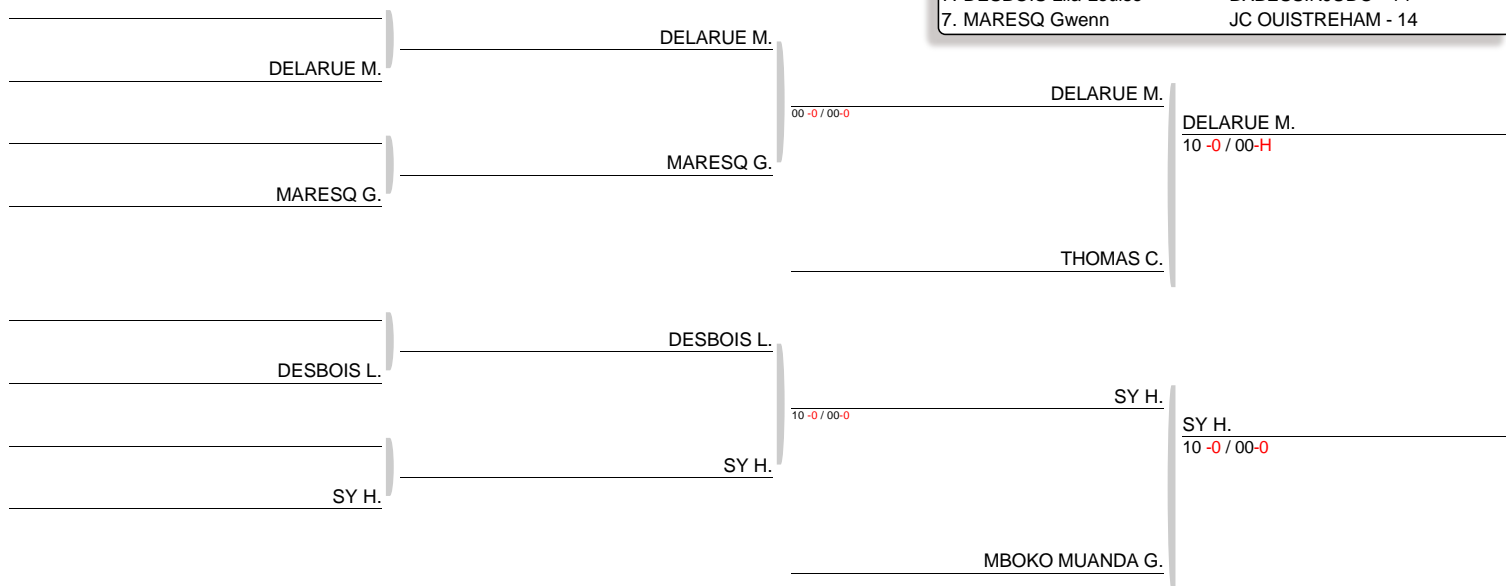 7. MARESQ Gwenn JC OUISTREHAM - 14
DELARUE M.
DELARUE M.
DELARUE M.
00 -0 / 00-0
DELARUE M.
10 -0 / 00-H
MARESQ G.
MARESQ G.
THOMAS C.
DESBOIS L.
DESBOIS L.
SY H.
10 -0 / 00-0
SY H.
10 -0 / 00-0
SY H.
SY H.
MBOKO MUANDA G.